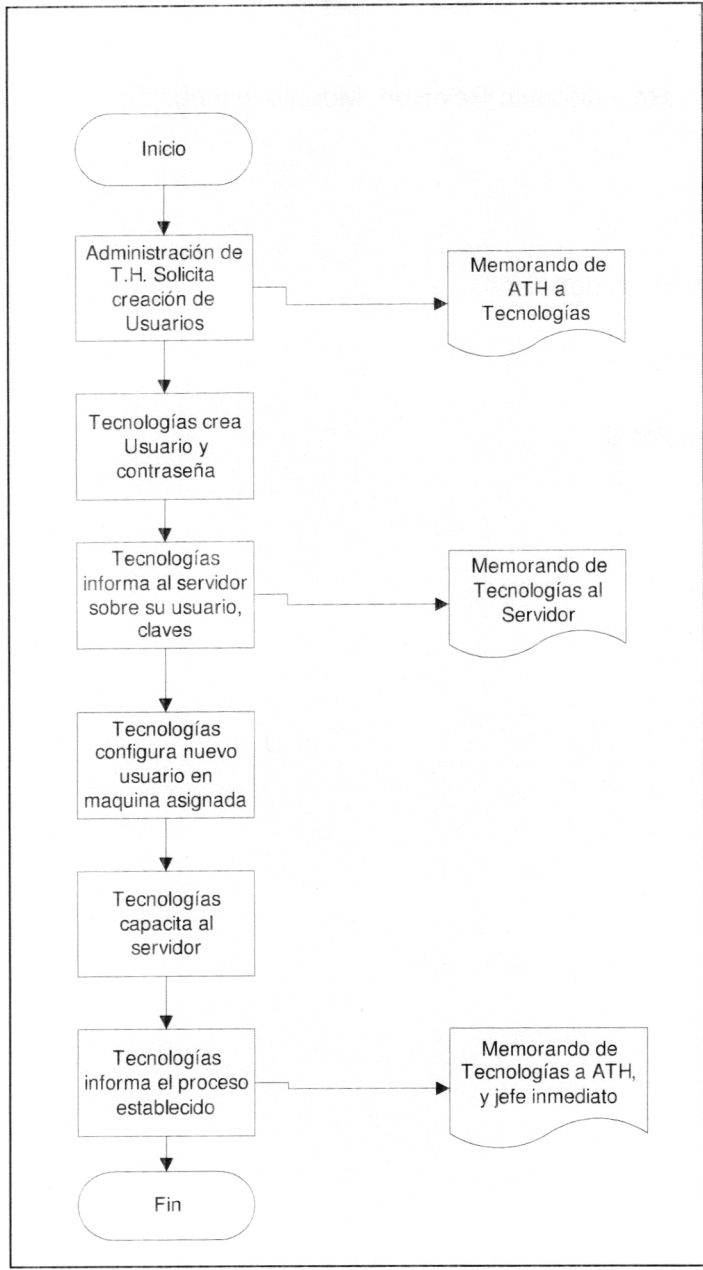 Inicio
Administración de
T.H. Solicita
creación de
Usuarios
Memorando de
ATH a
Tecnologías
Tecnologías crea
Usuario y
contraseña
Tecnologías
informa al servidor
sobre su usuario,
claves
Memorando de
Tecnologías al
Servidor
Tecnologías
configura nuevo
usuario en
maquina asignada
Tecnologías
capacita al
servidor
Tecnologías
informa el proceso
establecido
Memorando de
Tecnologías a ATH,
y jefe inmediato
Fin